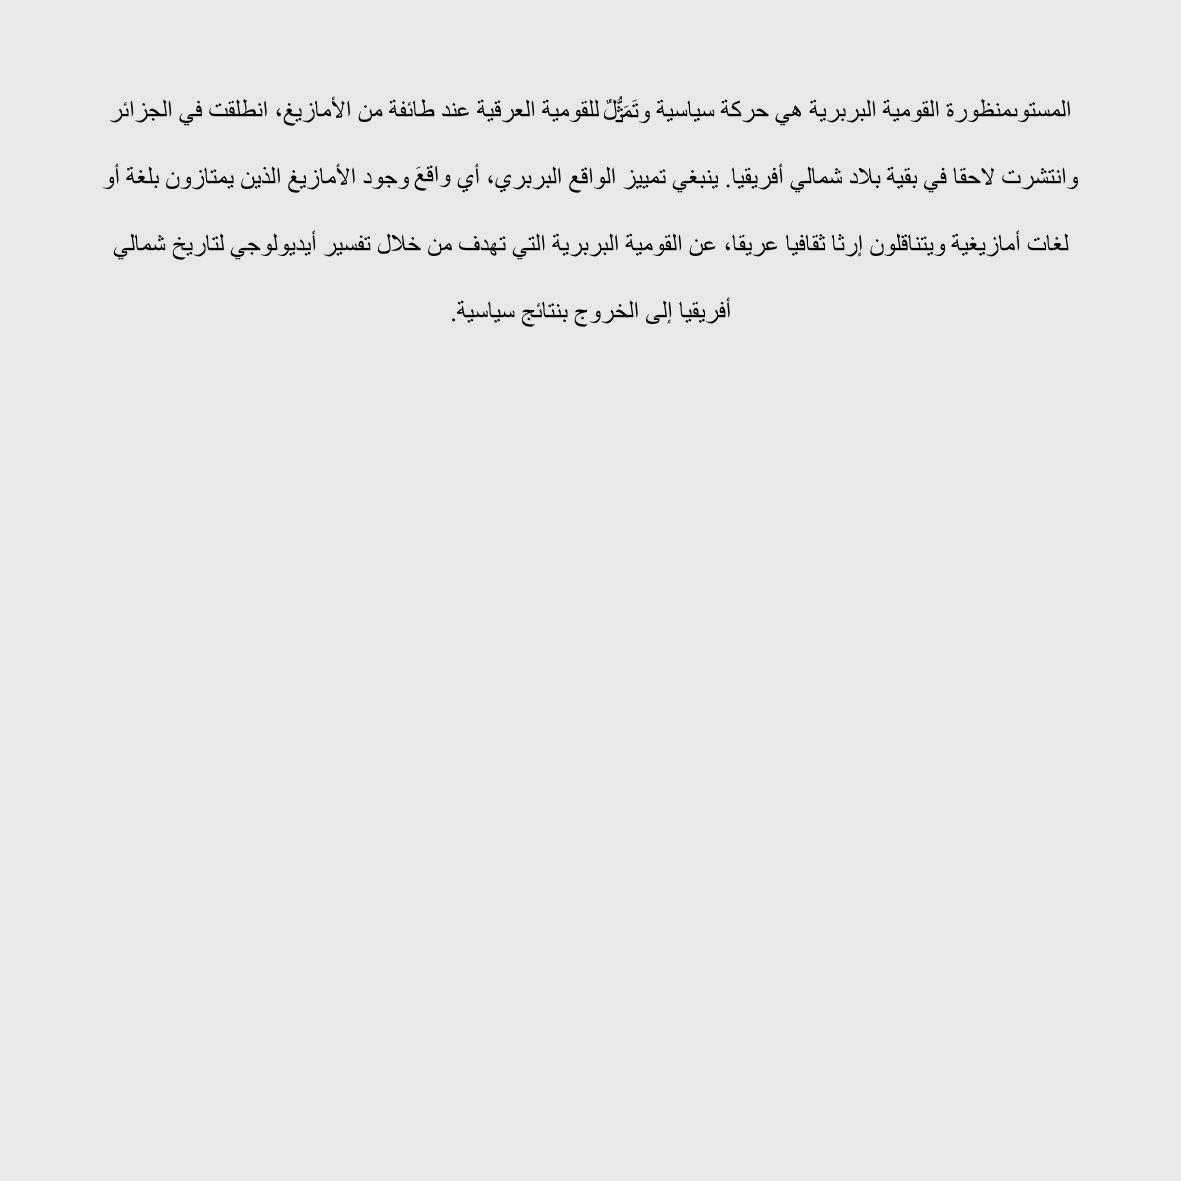 المستوىمنظورة القومية البربرية هي حركة سياسية وتَمَثُّلٌ للقومية العرقية عند طائفة من الأمازيغ، انطلقت في الجزائر
وانتشرت لاحقا في بقية بلاد شمالي أفريقيا. ينبغي تمييز الواقع البربري، أي واقعَ وجود الأمازيغ الذين يمتازون بلغة أو
لغات أمازيغية ويتناقلون إرثا ثقافيا عريقا، عن القومية البربرية التي تهدف من خلال تفسير أيديولوجي لتاريخ شمالي
أفريقيا إلى الخروج بنتائج سياسية.